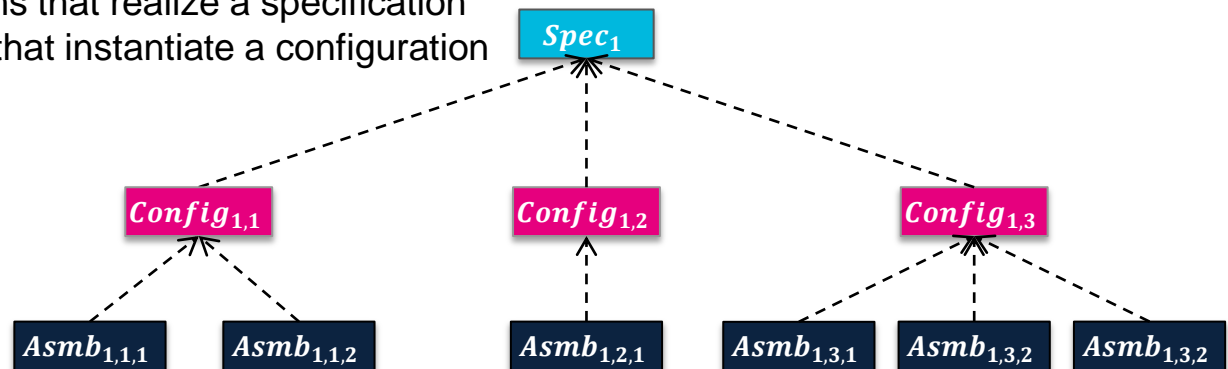 that realize a specification
that instantiate a configuration
Spec₁
Config₁,₁ Config₁,₂ Config₁,₃
Asmb₁,₁,₁ Asmb₁,₁,₂ Asmb₁,₂,₁ Asmb₁,₃,₁ Asmb₁,₃,₂ Asmb₁,₃,₂